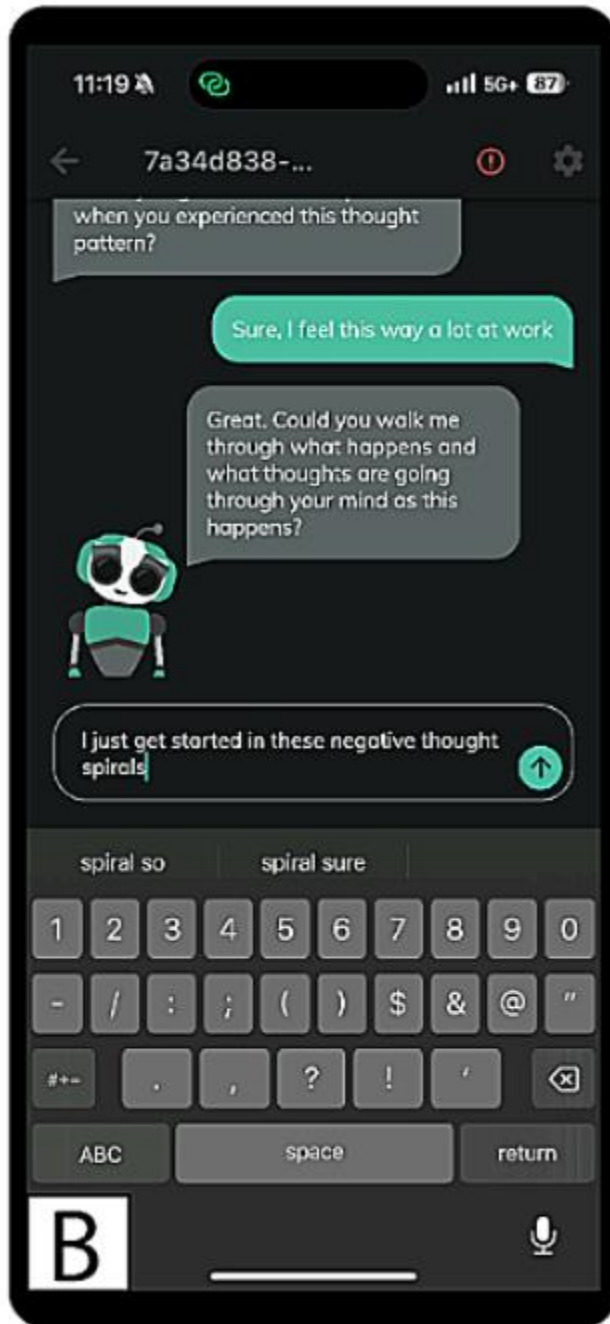 11:19
5G+ 87
7a34d838-...
when you experienced this thought
pattern?
Sure, I feel this way a lot at work
Great. Could you walk me
through what happens and
what thoughts are going
through your mind as this
happens?
I just get started in these negative thought
spirals
spiral so spiral sure
1 2 3 4 5 6 7 8 9 0
- / : ; ( ) $ & @ "
#+= . , ? ! '
ABC space return
B